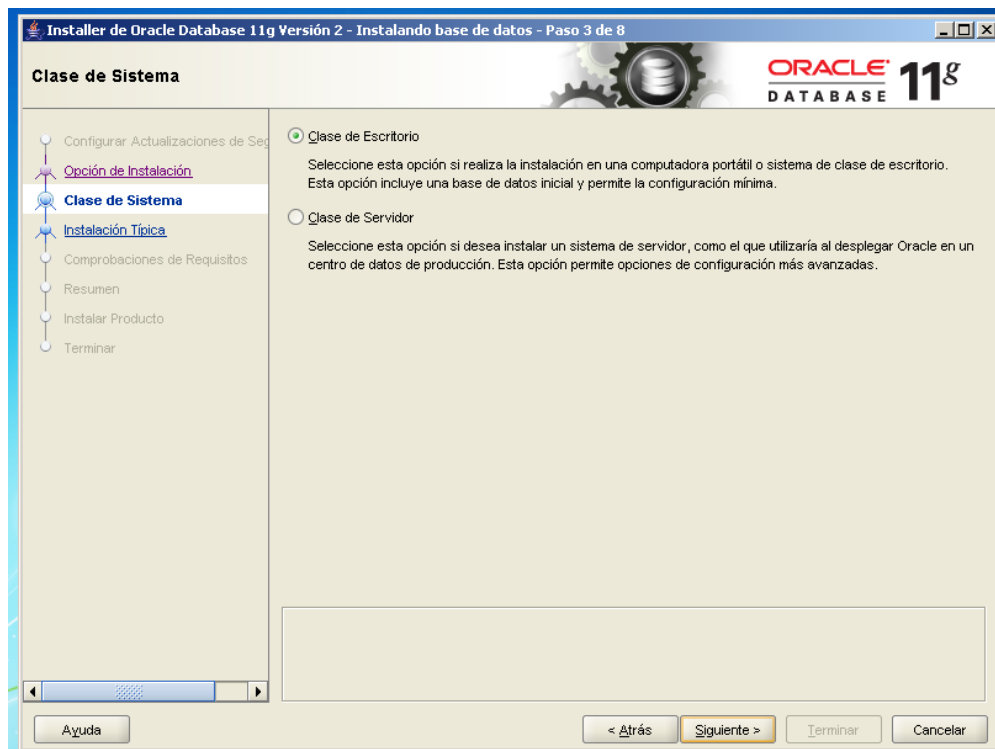 Installer de Oracle Database 11g Versión 2 - Instalando base de datos - Paso 3 de 8
Clase de Sistema
ORACLE
DATABASE
11g
Configurar Actualizaciones de Seg
Opción de Instalación
Clase de Sistema
Instalación Típica
Comprobaciones de Requisitos
Resumen
Instalar Producto
Terminar
Clase de Escritorio
Seleccione esta opción si realiza la instalación en una computadora portátil o sistema de clase de escritorio.
Esta opción incluye una base de datos inicial y permite la configuración mínima.
Clase de Servidor
Seleccione esta opción si desea instalar un sistema de servidor, como el que utilizaría al desplegar Oracle en un
centro de datos de producción. Esta opción permite opciones de configuración más avanzadas.
Ayuda
< Atrás
Siguiente >
Terminar
Cancelar